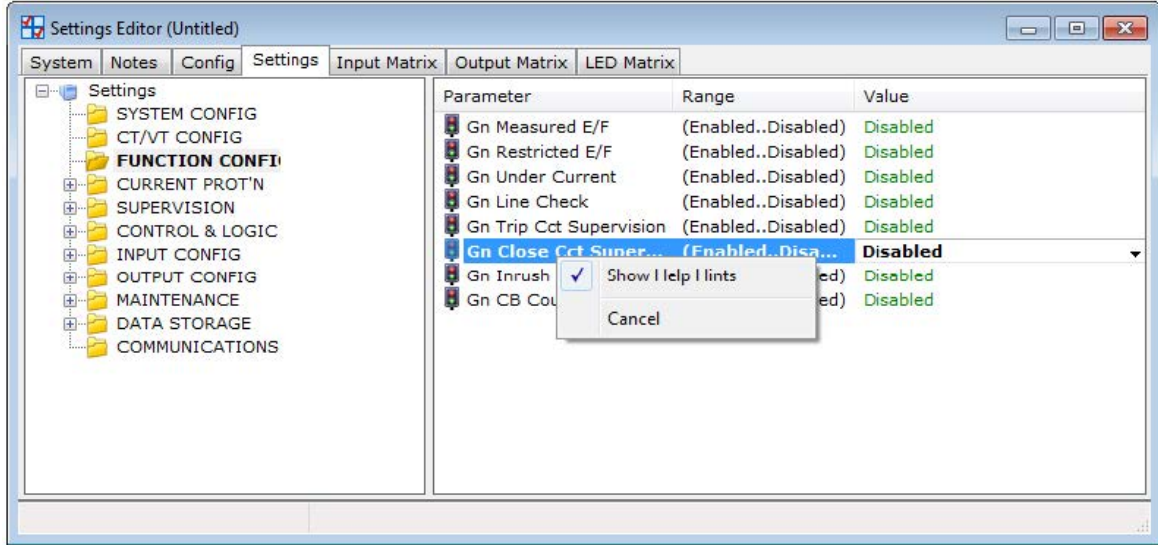 Settings Editor (Untitled)
System Notes Config Settings Input Matrix Output Matrix LED Matrix
Settings
SYSTEM CONFIG
CT/VT CONFIG
FUNCTION CONFI
CURRENT PROT'N
SUPERVISION
CONTROL & LOGIC
INPUT CONFIG
OUTPUT CONFIG
MAINTENANCE
DATA STORAGE
COMMUNICATIONS
Parameter Range Value
Gn Measured E/F (Enabled..Disabled) Disabled
Gn Restricted E/F (Enabled..Disabled) Disabled
Gn Under Current (Enabled..Disabled) Disabled
Gn Line Check (Enabled..Disabled) Disabled
Gn Trip Cct Supervision (Enabled..Disabled) Disabled
Gn Close Cct Super... (Enabled..Disa... Disabled
Gn Inrush ed) Disabled
Gn CB Cou ed) Disabled
Show Help Hints
Cancel